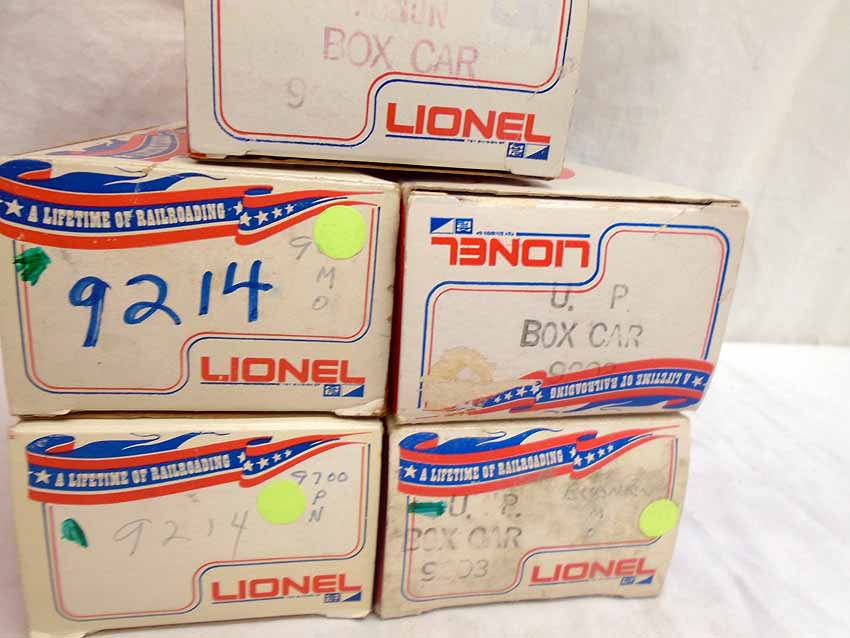 BOX CAR
9
LIONEL
A LIFETIME OF RAILROADING
9
M
O
9214
LIONEL
LIONEL
U. P.
BOX CAR
A LIFETIME OF RAILROADING
A LIFETIME OF RAILROADING
9700
P
N
9214
LIONEL
A LIFETIME OF RAILROADING
U. P.
M
BOX CAR
9203
LIONEL